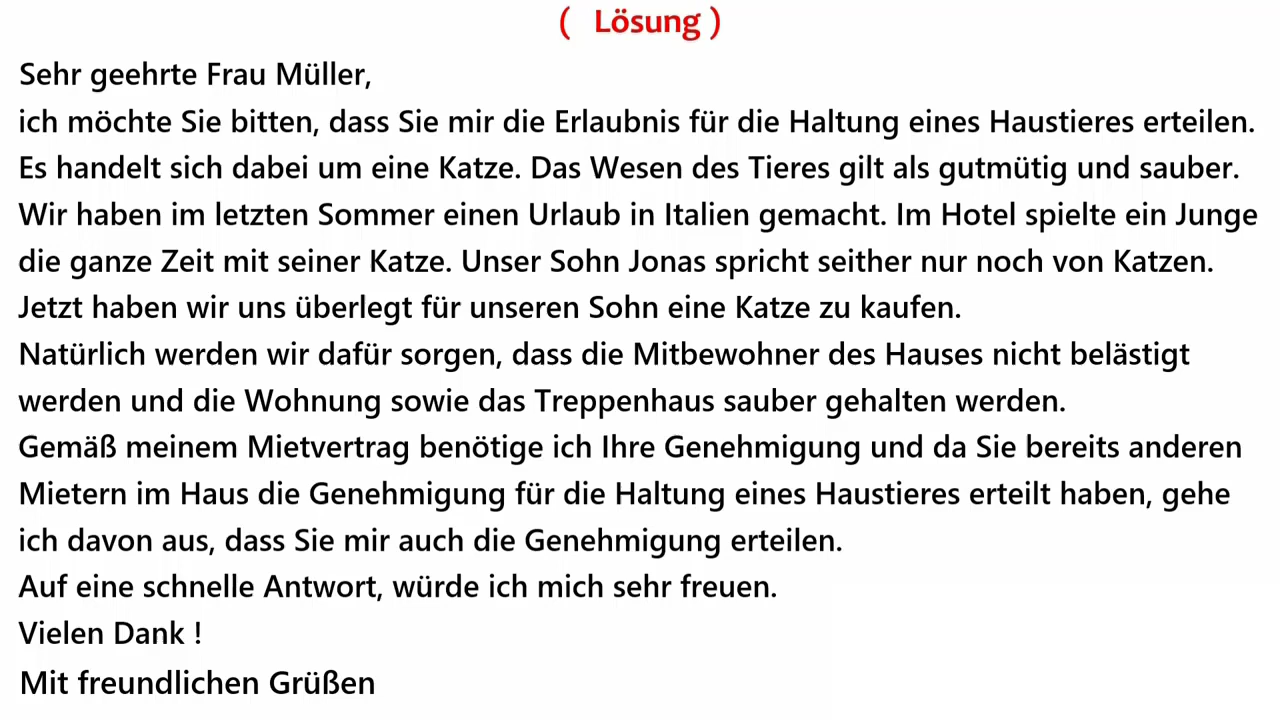 ( Lösung )
Sehr geehrte Frau Müller,
ich möchte Sie bitten, dass Sie mir die Erlaubnis für die Haltung eines Haustieres erteilen.
Es handelt sich dabei um eine Katze. Das Wesen des Tieres gilt als gutmütig und sauber.
Wir haben im letzten Sommer einen Urlaub in Italien gemacht. Im Hotel spielte ein Junge
die ganze Zeit mit seiner Katze. Unser Sohn Jonas spricht seither nur noch von Katzen.
Jetzt haben wir uns überlegt für unseren Sohn eine Katze zu kaufen.
Natürlich werden wir dafür sorgen, dass die Mitbewohner des Hauses nicht belästigt
werden und die Wohnung sowie das Treppenhaus sauber gehalten werden.
Gemäß meinem Mietvertrag benötige ich Ihre Genehmigung und da Sie bereits anderen
Mietern im Haus die Genehmigung für die Haltung eines Haustieres erteilt haben, gehe
ich davon aus, dass Sie mir auch die Genehmigung erteilen.
Auf eine schnelle Antwort, würde ich mich sehr freuen.
Vielen Dank !
Mit freundlichen Grüßen